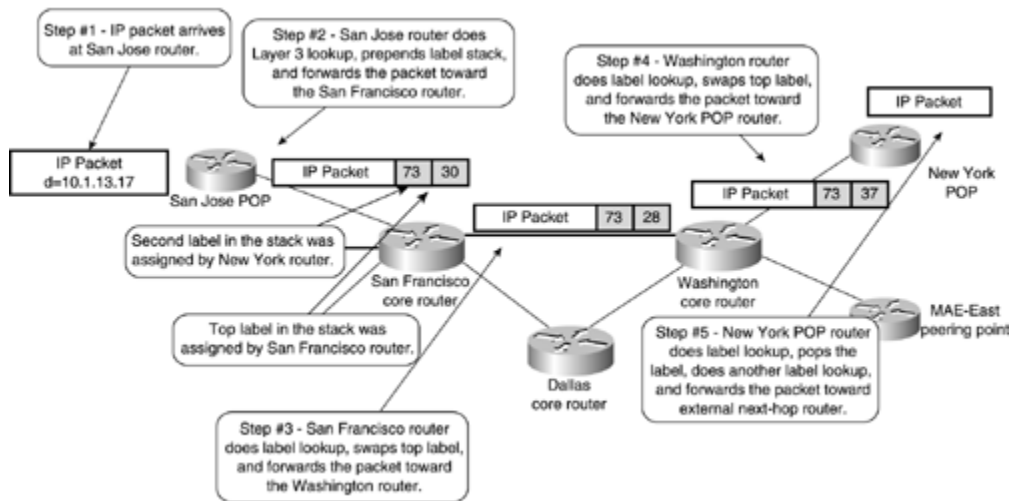 Step #1 - IP packet arrives
at San Jose router.
Step #2 - San Jose router does
Layer 3 lookup, prepends label stack,
and forwards the packet toward
the San Francisco router.
Step #4 - Washington router
does label lookup, swaps top label,
and forwards the packet toward
the New York POP router.
IP Packet
IP Packet
d=10.1.13.17
San Jose POP
IP Packet 73 30
New York
POP
IP Packet 73 37
IP Packet 73 28
Second label in the stack was
assigned by New York router.
San Francisco
core router
Washington
core router
MAE-East
peering point
Top label in the stack was
assigned by San Francisco router.
Dallas
core router
Step #5 - New York POP router
does label lookup, pops the
label, does another label lookup,
and forwards the packet toward
external next-hop router.
Step #3 - San Francisco router
does label lookup, swaps top label,
and forwards the packet toward
the Washington router.